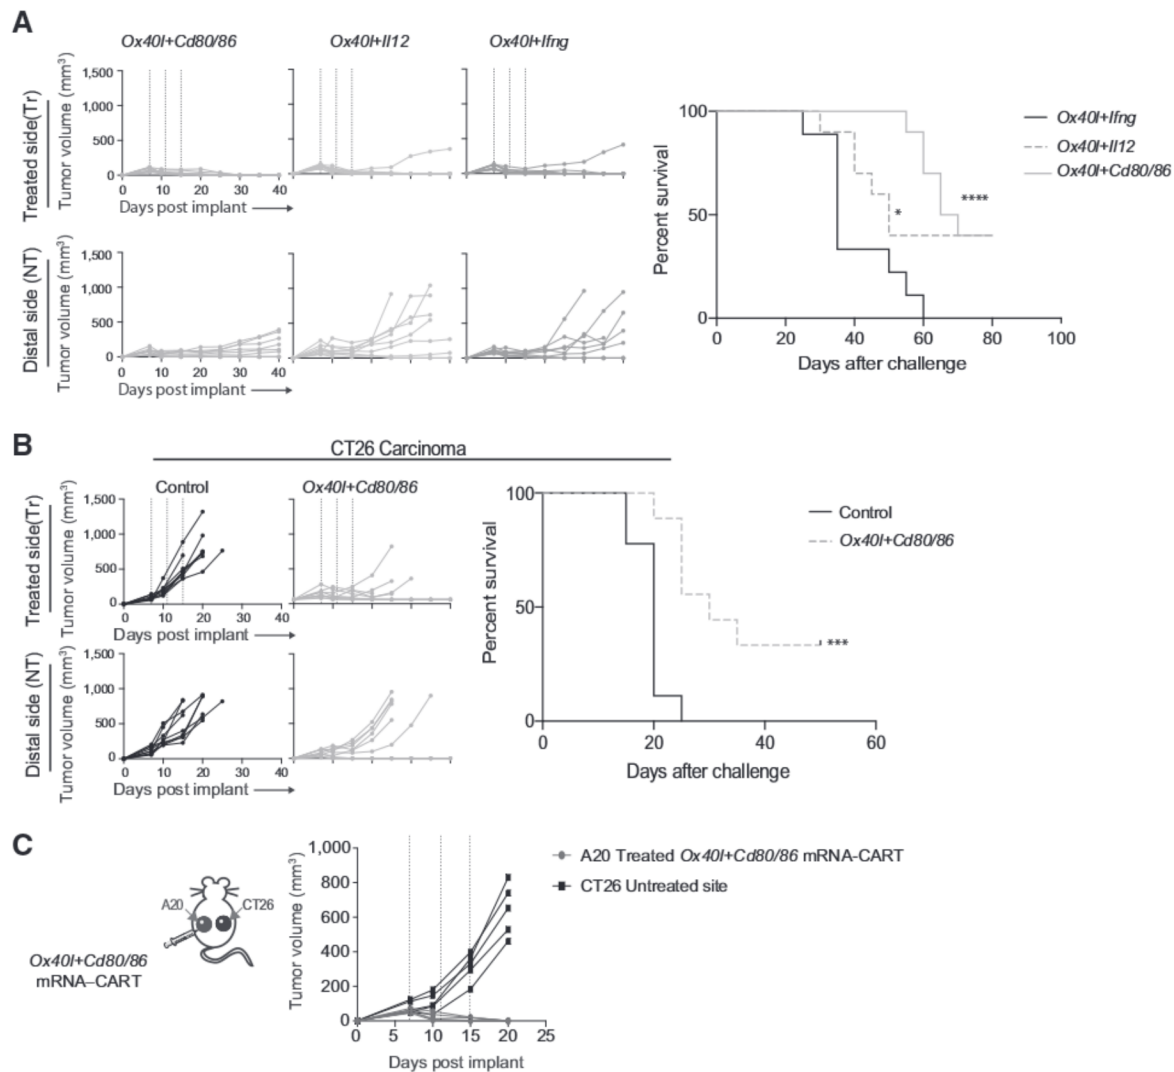 A
Ox40l+Cd80/86
Ox40l+Il12
Ox40l+Ifng
Treated side(Tr)
Tumor volume (mm³)
1,500
1,000
500
0
0 10 20 30 40
Days post implant
Distal side (NT)
Tumor volume (mm³)
1,500
1,000
500
0
0 10 20 30 40
Days post implant
Percent survival
100
50
0
0 20 40 60 80 100
Days after challenge
*
****
Ox40l+Ifng
Ox40l+Il12
Ox40l+Cd80/86
B
CT26 Carcinoma
Control
Ox40l+Cd80/86
Treated side(Tr)
Tumor volume (mm³)
1,500
1,000
500
0
0 10 20 30 40
Days post implant
Distal side (NT)
Tumor volume (mm³)
1,500
1,000
500
0
0 10 20 30 40
Days post implant
Percent survival
100
50
0
0 20 40 60
Days after challenge
***
Control
Ox40l+Cd80/86
C
A20
CT26
Ox40l+Cd80/86
mRNA–CART
Tumor volume (mm³)
1,000
800
600
400
200
0
0 5 10 15 20 25
Days post implant
A20 Treated Ox40l+Cd80/86 mRNA-CART
CT26 Untreated site